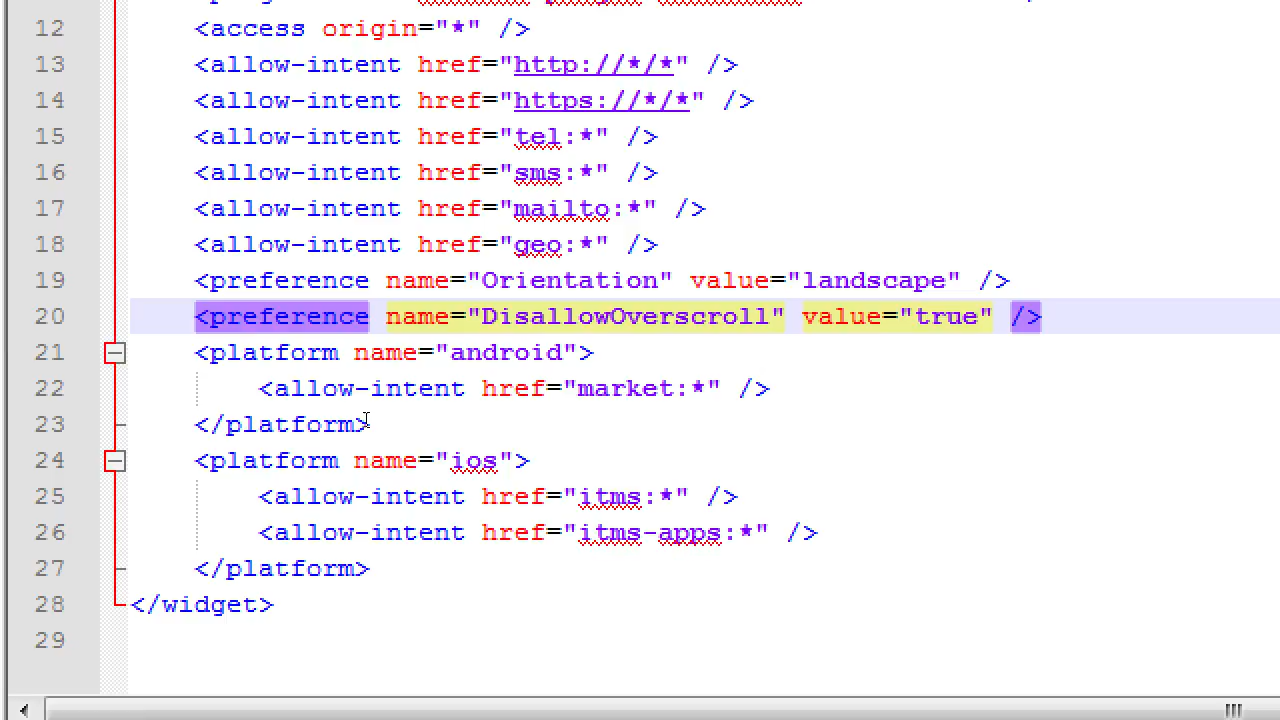 12 <access origin="*" />
13 <allow-intent href="http://*/*" />
14 <allow-intent href="https://*/*" />
15 <allow-intent href="tel:*" />
16 <allow-intent href="sms:*" />
17 <allow-intent href="mailto:*" />
18 <allow-intent href="geo:*" />
19 <preference name="Orientation" value="landscape" />
20 <preference name="DisallowOverscroll" value="true" />
21 <platform name="android">
22 <allow-intent href="market:*" />
23 </platform>
24 <platform name="ios">
25 <allow-intent href="itms:*" />
26 <allow-intent href="itms-apps:*" />
27 </platform>
28 </widget>
29